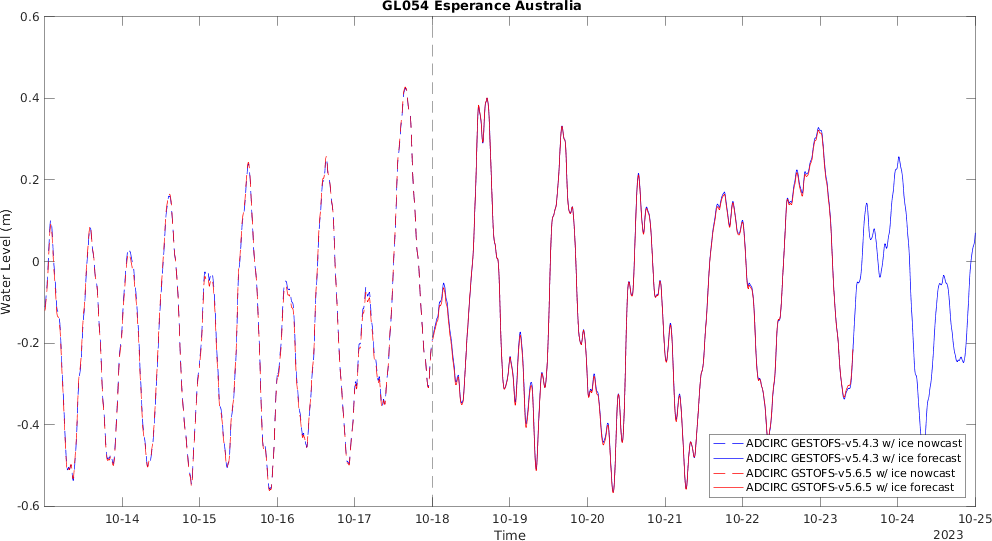 GL054 Esperance Australia
0.6
0.4
0.2
0
-0.2
-0.4
-0.6
Water Level (m)
10-14 10-15 10-16 10-17 10-18 10-19 10-20 10-21 10-22 10-23 10-24 10-25
Time
2023
ADCIRC GESTOFS-v5.4.3 w/ ice nowcast
ADCIRC GESTOFS-v5.4.3 w/ ice forecast
ADCIRC GSTOFS-v5.6.5 w/ ice nowcast
ADCIRC GSTOFS-v5.6.5 w/ ice forecast